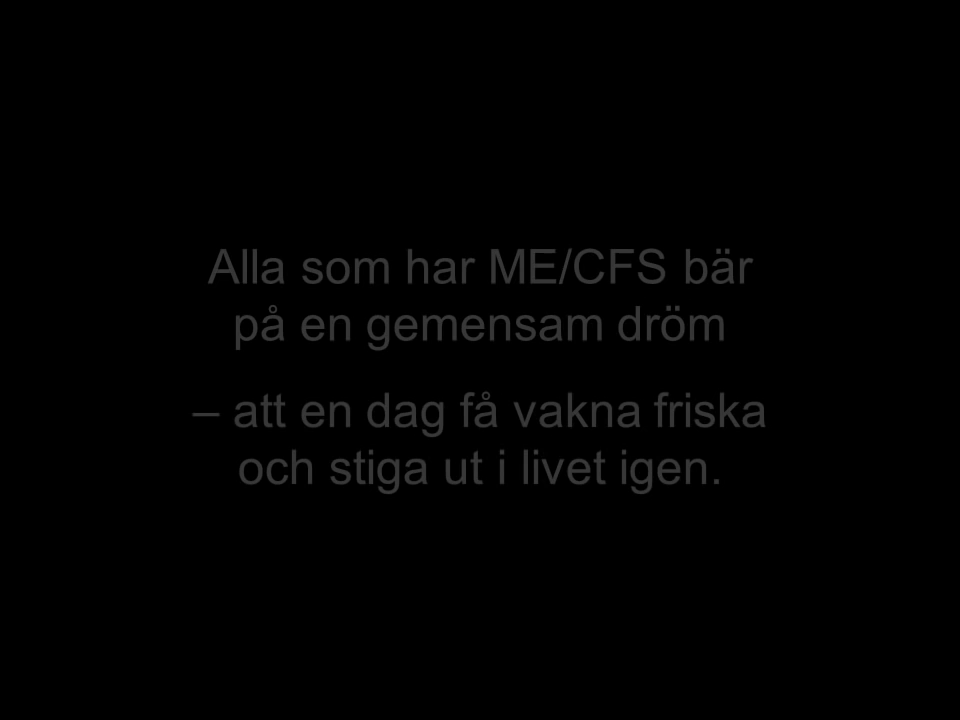 Alla som har ME/CFS bär
på en gemensam dröm
– att en dag få vakna friska
och stiga ut i livet igen.